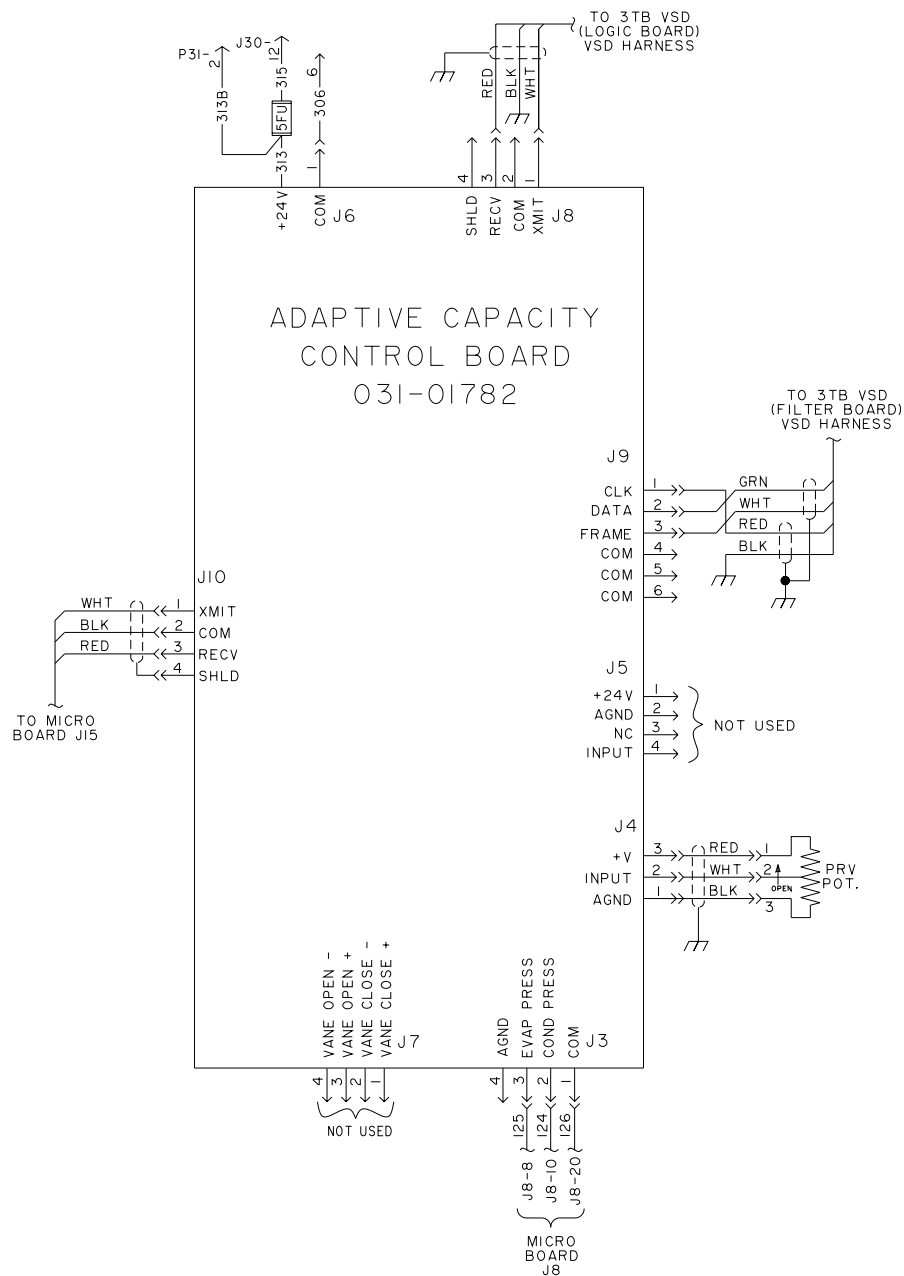 P31-
2
313B
J30-
12
315
5FU
313
+24V
6
306
1
COM
J6
TO 3TB VSD
(LOGIC BOARD)
VSD HARNESS
RED
BLK
WHT
4
3
2
1
SHLD
RECV
COM
XMIT
J8
ADAPTIVE CAPACITY
CONTROL BOARD
031-01782
TO 3TB VSD
(FILTER BOARD)
VSD HARNESS
J9
CLK 1 GRN
DATA 2 WHT
FRAME 3 RED
COM 4 BLK
COM 5
COM 6
J10
WHT 1 XMIT
BLK 2 COM
RED 3 RECV
4 SHLD
TO MICRO
BOARD J15
J5
+24V 1
AGND 2
NC 3
INPUT 4
NOT USED
J4
+V 3 RED 1
INPUT 2 WHT 2
AGND 1 BLK 3
OPEN
PRV
POT.
VANE OPEN -
VANE OPEN +
VANE CLOSE -
VANE CLOSE +
J7
4
3
2
1
NOT USED
AGND
EVAP PRESS
COND PRESS
COM
J3
4
3
2
1
125
124
126
J8-8
J8-10
J8-20
MICRO
BOARD
J8